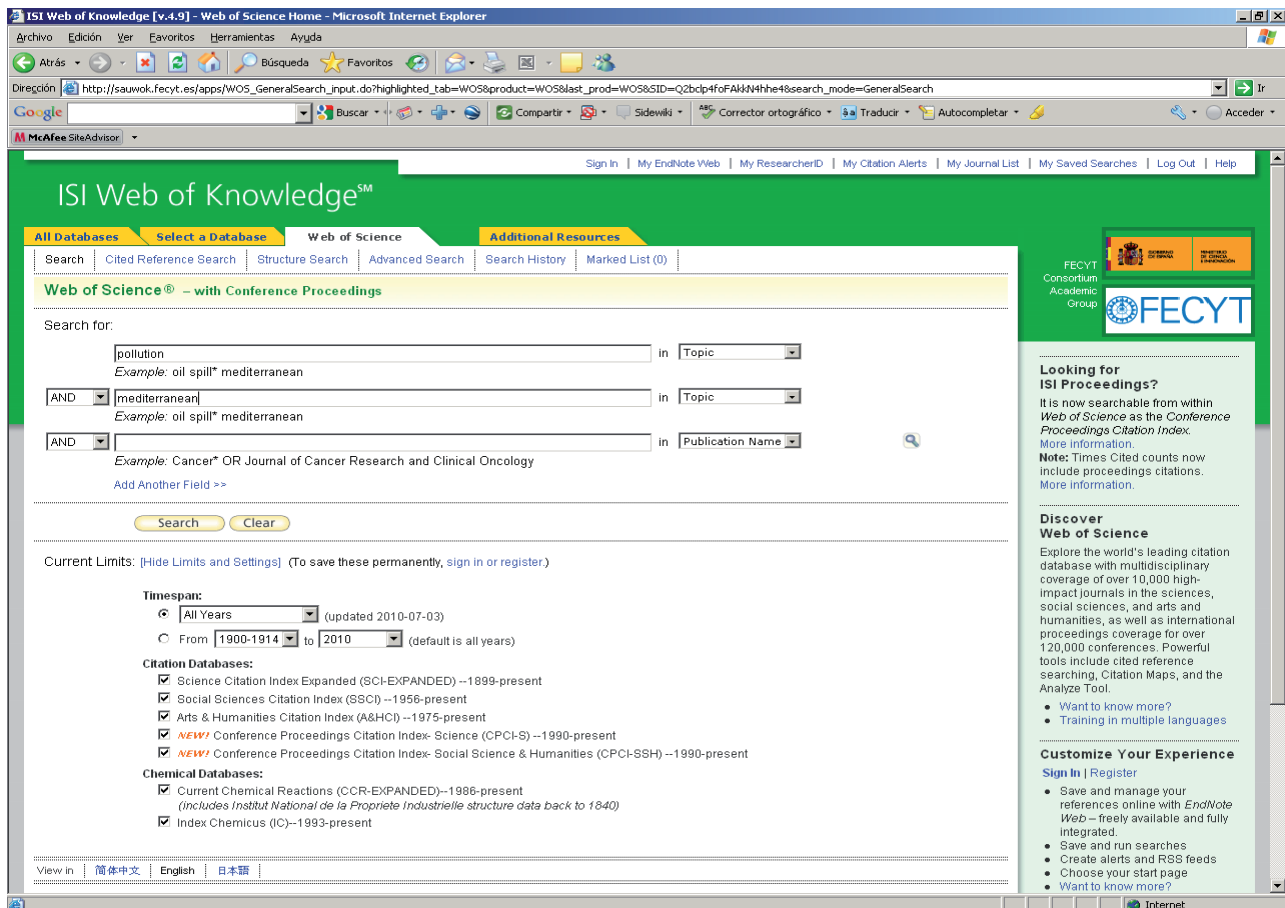 ISI Web of Knowledge [v.4.9] - Web of Science Home - Microsoft Internet Explorer
Archivo Edición Ver Favoritos Herramientas Ayuda
Atrás Búsqueda Favoritos
Dirección http://sauwok.fecyt.es/apps/WOS_GeneralSearch_input.do?highlighted_tab=WOS&product=WOS&last_prod=WOS&SID=Q2bclp4foFAkkN4hhe4&search_mode=GeneralSearch Ir
Google Buscar Compartir Sidewiki Corrector ortográfico Traducir Autocompletar Acceder
McAfee SiteAdvisor
Sign In | My EndNote Web | My ResearcherID | My Citation Alerts | My Journal List | My Saved Searches | Log Out | Help
ISI Web of Knowledge℠
All Databases Select a Database Web of Science Additional Resources
Search Cited Reference Search Structure Search Advanced Search Search History Marked List (0)
Web of Science® – with Conference Proceedings
Search for:
pollution in Topic
Example: oil spill* mediterranean
AND mediterranean in Topic
Example: oil spill* mediterranean
AND in Publication Name
Example: Cancer* OR Journal of Cancer Research and Clinical Oncology
Add Another Field >>
Search Clear
Current Limits: [Hide Limits and Settings] (To save these permanently, sign in or register.)
Timespan:
All Years (updated 2010-07-03)
From 1900-1914 to 2010 (default is all years)
Citation Databases:
Science Citation Index Expanded (SCI-EXPANDED) --1899-present
Social Sciences Citation Index (SSCI) --1956-present
Arts & Humanities Citation Index (A&HCI) --1975-present
NEW! Conference Proceedings Citation Index- Science (CPCI-S) --1990-present
NEW! Conference Proceedings Citation Index- Social Science & Humanities (CPCI-SSH) --1990-present
Chemical Databases:
Current Chemical Reactions (CCR-EXPANDED)--1986-present
(includes Institut National de la Propriete Industrielle structure data back to 1840)
Index Chemicus (IC)--1993-present
View in 简体中文 English 日本語
FECYT
Consortium
Academic
Group
GOBIERNO
DE ESPAÑA
MINISTERIO
DE CIENCIA
E INNOVACIÓN
FECYT
Looking for
ISI Proceedings?
It is now searchable from within
Web of Science as the Conference
Proceedings Citation Index.
More information.
Note: Times Cited counts now
include proceedings citations.
More information.
Discover
Web of Science
Explore the world's leading citation
database with multidisciplinary
coverage of over 10,000 high-
impact journals in the sciences,
social sciences, and arts and
humanities, as well as international
proceedings coverage for over
120,000 conferences. Powerful
tools include cited reference
searching, Citation Maps, and the
Analyze Tool.
Want to know more?
Training in multiple languages
Customize Your Experience
Sign In | Register
Save and manage your
references online with EndNote
Web – freely available and fully
integrated.
Save and run searches
Create alerts and RSS feeds
Choose your start page
Want to know more?
Internet